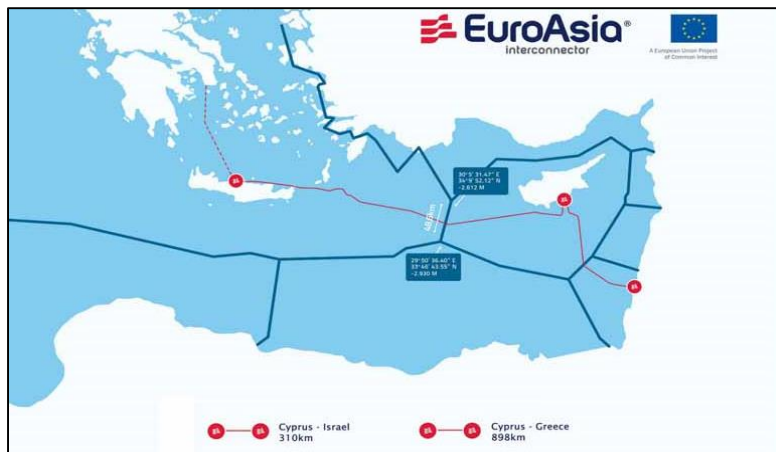 EuroAsia®
interconnector
A European Union Project
of Common Interest
30° 5' 31.47" E
34° 9' 52.12" N
-2.612 M
29° 50' 36.40" E
33° 46' 43.55" N
-2.930 M
Cyprus - Israel
310km
Cyprus - Greece
898km